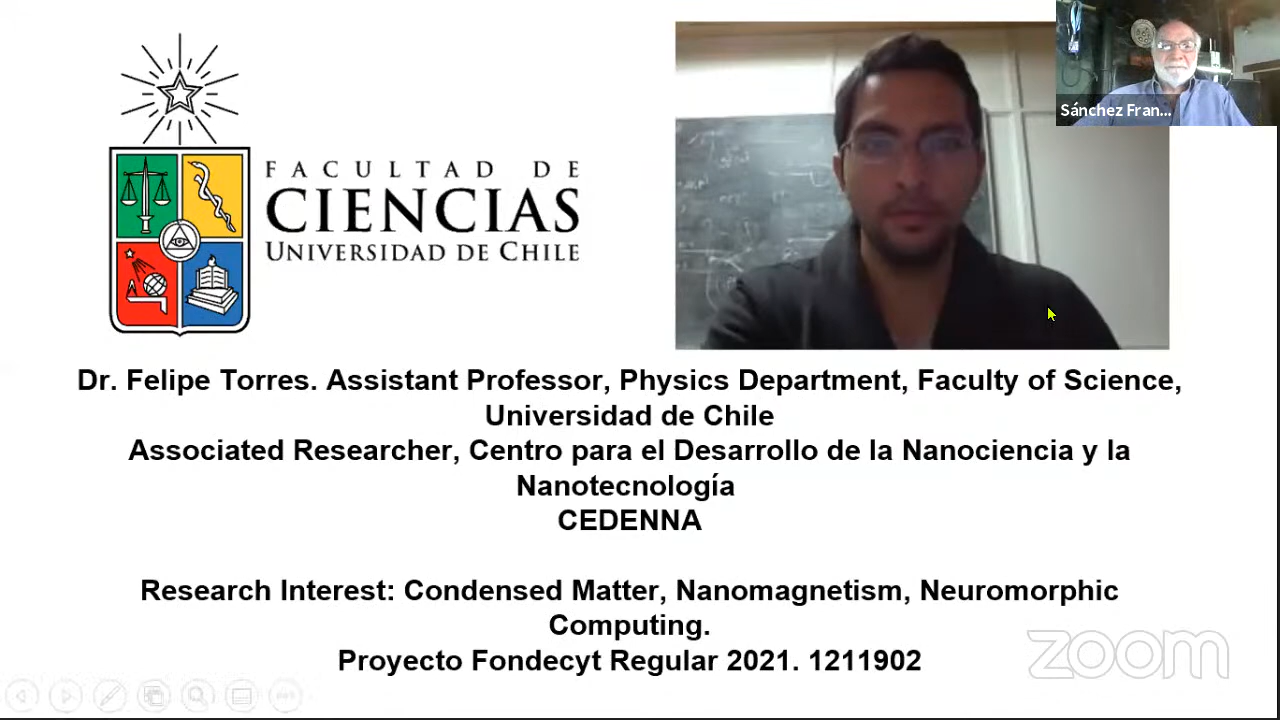 Sánchez Fran...
FACULTAD DE
CIENCIAS
UNIVERSIDAD DE CHILE
Dr. Felipe Torres. Assistant Professor, Physics Department, Faculty of Science,
Universidad de Chile
Associated Researcher, Centro para el Desarrollo de la Nanociencia y la
Nanotecnología
CEDENNA
Research Interest: Condensed Matter, Nanomagnetism, Neuromorphic
Computing.
Proyecto Fondecyt Regular 2021. 1211902
zoom